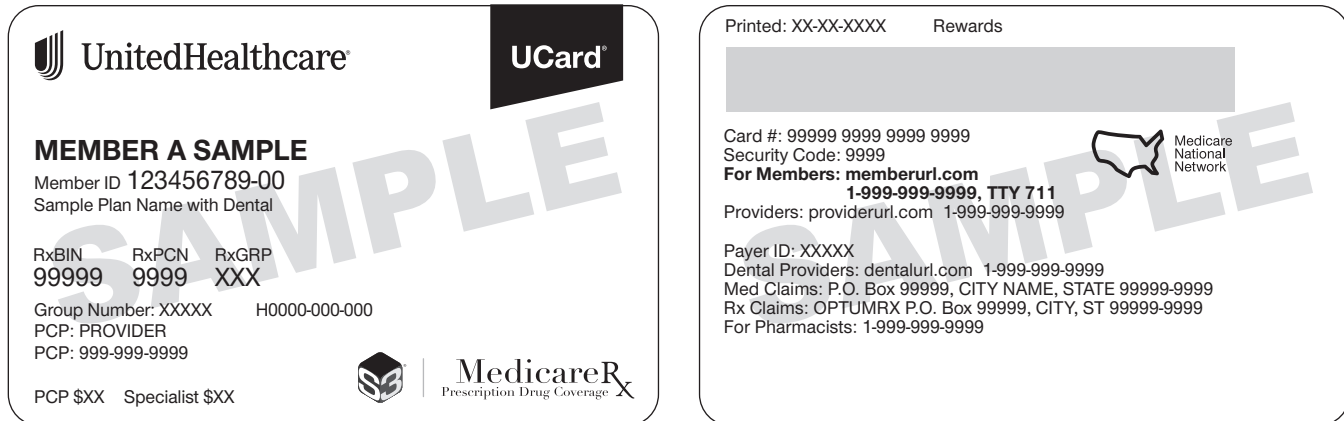 UnitedHealthcare®
UCard®
SAMPLE
MEMBER A SAMPLE
Member ID 123456789-00
Sample Plan Name with Dental
RxBIN RxPCN RxGRP
99999 9999 XXX
Group Number: XXXXX H0000-000-000
PCP: PROVIDER
PCP: 999-999-9999
PCP $XX Specialist $XX
S3
MedicareRx
Prescription Drug Coverage
Printed: XX-XX-XXXX Rewards
SAMPLE
Card #: 99999 9999 9999 9999
Security Code: 9999
For Members: memberurl.com
1-999-999-9999, TTY 711
Providers: providerurl.com 1-999-999-9999
Medicare
National
Network
Payer ID: XXXXX
Dental Providers: dentalurl.com 1-999-999-9999
Med Claims: P.O. Box 99999, CITY NAME, STATE 99999-9999
Rx Claims: OPTUMRX P.O. Box 99999, CITY, ST 99999-9999
For Pharmacists: 1-999-999-9999